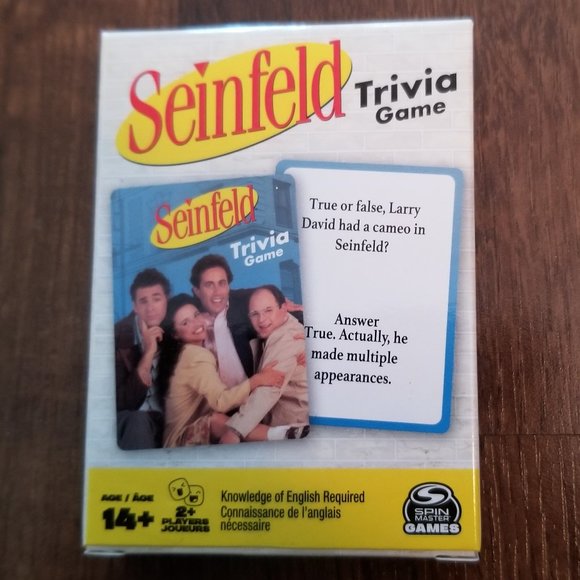 Seinfeld Trivia
Game
Seinfeld
Trivia
Game
True or false, Larry
David had a cameo in
Seinfeld?
Answer
True. Actually, he
made multiple
appearances.
AGE / ÂGE
14+
2+
PLAYERS
JOUEURS
Knowledge of English Required
Connaissance de l'anglais
nécessaire
SPIN
MASTER
GAMES